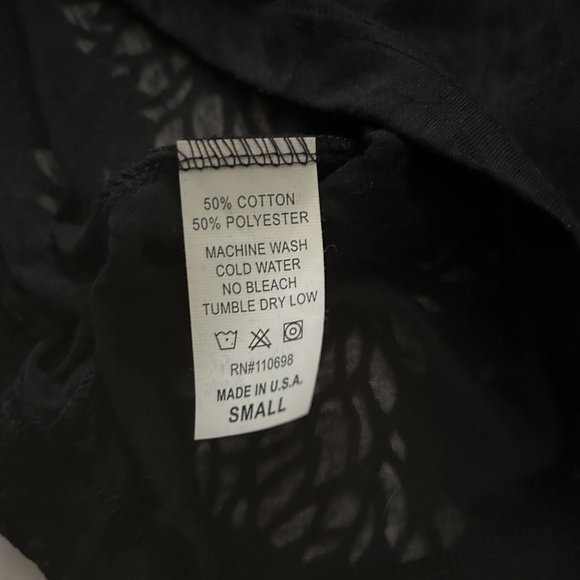 50% COTTON
50% POLYESTER
MACHINE WASH
COLD WATER
NO BLEACH
TUMBLE DRY LOW
RN#110698
MADE IN U.S.A.
SMALL